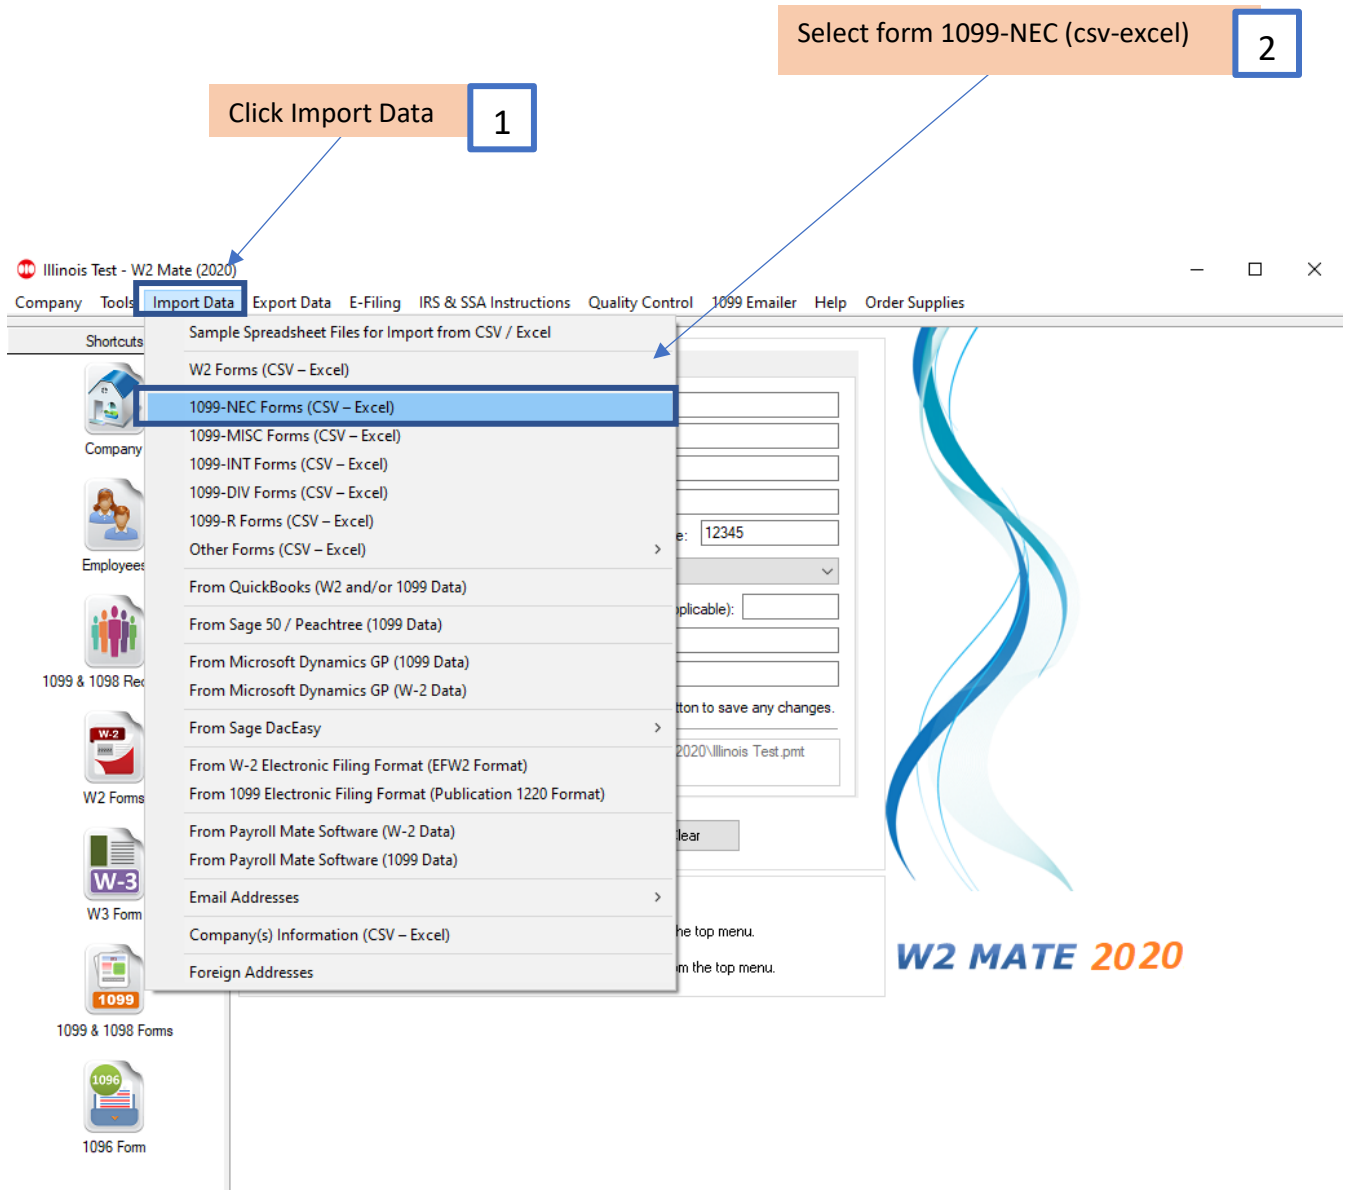 Select form 1099-NEC (csv-excel)
2
Click Import Data
1
Illinois Test - W2 Mate (2020)
Company Tools Import Data Export Data E-Filing IRS & SSA Instructions Quality Control 1099 Emailer Help Order Supplies
Shortcuts
Sample Spreadsheet Files for Import from CSV / Excel
W2 Forms (CSV – Excel)
1099-NEC Forms (CSV – Excel)
1099-MISC Forms (CSV – Excel)
1099-INT Forms (CSV – Excel)
1099-DIV Forms (CSV – Excel)
1099-R Forms (CSV – Excel)
Other Forms (CSV – Excel)
From QuickBooks (W2 and/or 1099 Data)
From Sage 50 / Peachtree (1099 Data)
From Microsoft Dynamics GP (1099 Data)
From Microsoft Dynamics GP (W-2 Data)
From Sage DacEasy
From W-2 Electronic Filing Format (EFW2 Format)
From 1099 Electronic Filing Format (Publication 1220 Format)
From Payroll Mate Software (W-2 Data)
From Payroll Mate Software (1099 Data)
Email Addresses
Company(s) Information (CSV – Excel)
Foreign Addresses
Company
Employees
1099 & 1098 Rec
W-2
W2 Forms
W-3
W3 Form
1099
1099 & 1098 Forms
1096
1096 Form
e: 12345
plicable):
tton to save any changes.
2020\Illinois Test.pmt
lear
he top menu.
m the top menu.
W2 MATE 2020